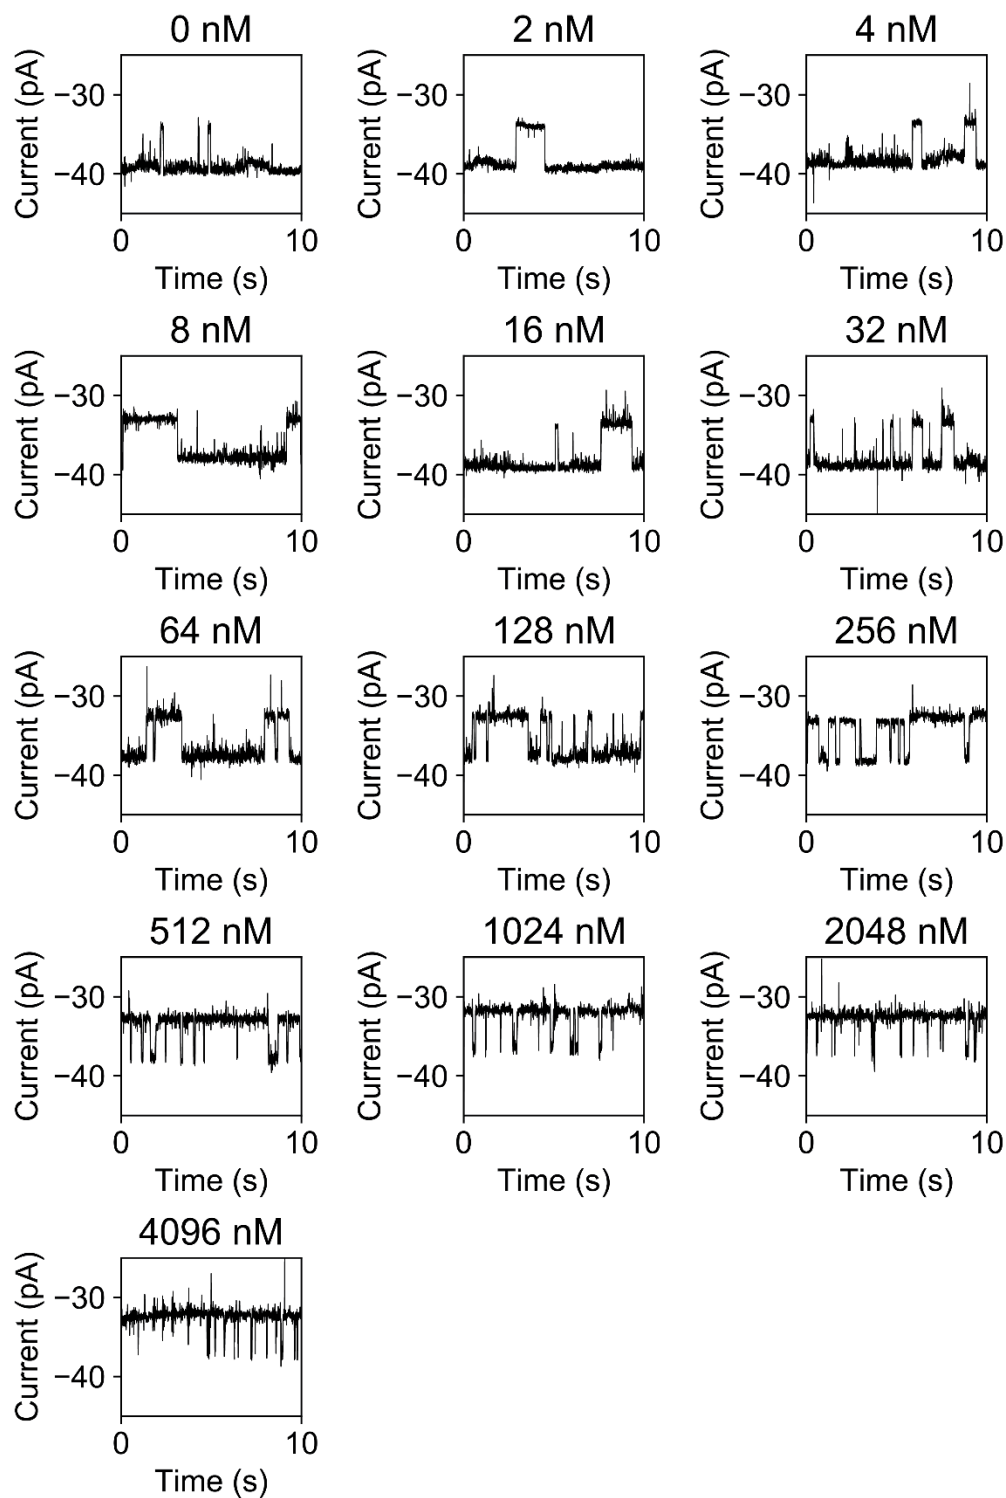 0 nM
2 nM
4 nM
Current (pA)
−30
−40
0
10
Time (s)
Current (pA)
−30
−40
0
10
Time (s)
Current (pA)
−30
−40
0
10
Time (s)
8 nM
16 nM
32 nM
Current (pA)
−30
−40
0
10
Time (s)
Current (pA)
−30
−40
0
10
Time (s)
Current (pA)
−30
−40
0
10
Time (s)
64 nM
128 nM
256 nM
Current (pA)
−30
−40
0
10
Time (s)
Current (pA)
−30
−40
0
10
Time (s)
Current (pA)
−30
−40
0
10
Time (s)
512 nM
1024 nM
2048 nM
Current (pA)
−30
−40
0
10
Time (s)
Current (pA)
−30
−40
0
10
Time (s)
Current (pA)
−30
−40
0
10
Time (s)
4096 nM
Current (pA)
−30
−40
0
10
Time (s)